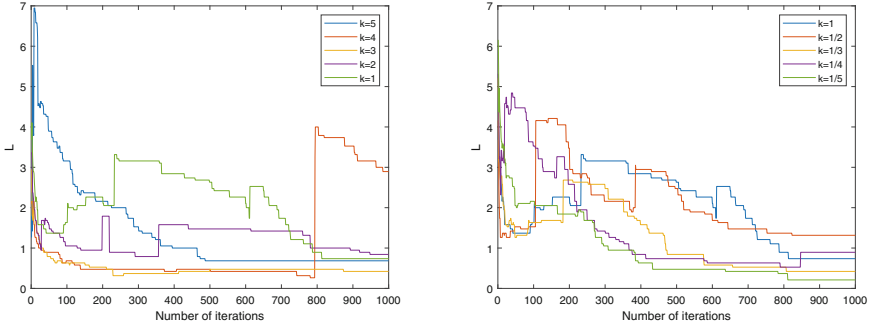 7
6
5
4
3
2
1
0
L
0 100 200 300 400 500 600 700 800 900 1000
Number of iterations
k=5
k=4
k=3
k=2
k=1
7
6
5
4
3
2
1
0
L
0 100 200 300 400 500 600 700 800 900 1000
Number of iterations
k=1
k=1/2
k=1/3
k=1/4
k=1/5